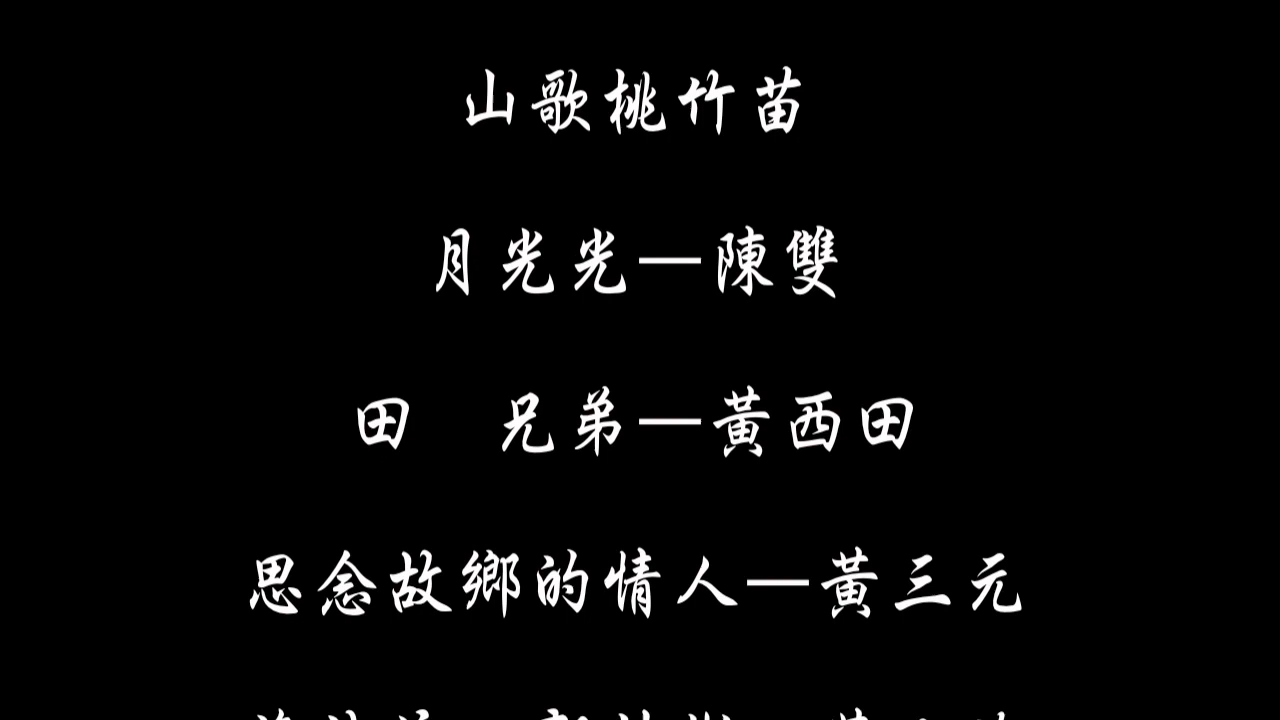 山歌桃竹苗
月光光—陳雙
田　兄弟—黃西田
思念故鄉的情人—黃三元